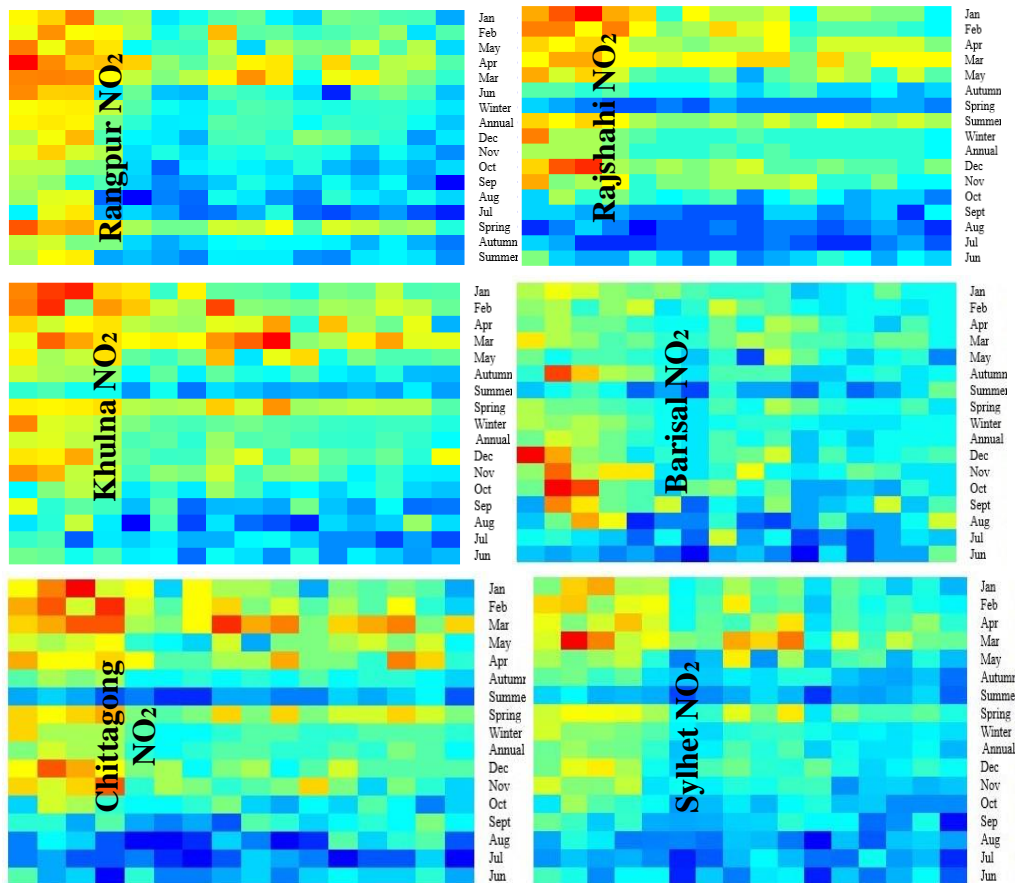 Rangpur NO₂
Jan
Feb
May
Apr
Mar
Jun
Winter
Annual
Dec
Nov
Oct
Sep
Aug
Jul
Spring
Autumn
Summer
Rajshahi NO₂
Jan
Feb
Apr
Mar
May
Autumn
Spring
Summer
Winter
Annual
Dec
Nov
Oct
Sept
Aug
Jul
Jun
Khulna NO₂
Jan
Feb
Apr
Mar
May
Autumn
Summer
Spring
Winter
Annual
Dec
Nov
Oct
Sep
Aug
Jul
Jun
Barisal NO₂
Jan
Feb
Apr
Mar
May
Autumn
Summer
Spring
Winter
Annual
Dec
Nov
Oct
Sept
Aug
Jul
Jun
Chittagong
NO₂
Jan
Feb
Mar
May
Apr
Autumr
Summe
Spring
Winter
Annual
Dec
Nov
Oct
Sept
Aug
Jul
Jun
Sylhet NO₂
Jan
Feb
Apr
Mar
May
Autumn
Summe
Spring
Winter
Annual
Dec
Nov
Oct
Sep
Aug
Jul
Jun